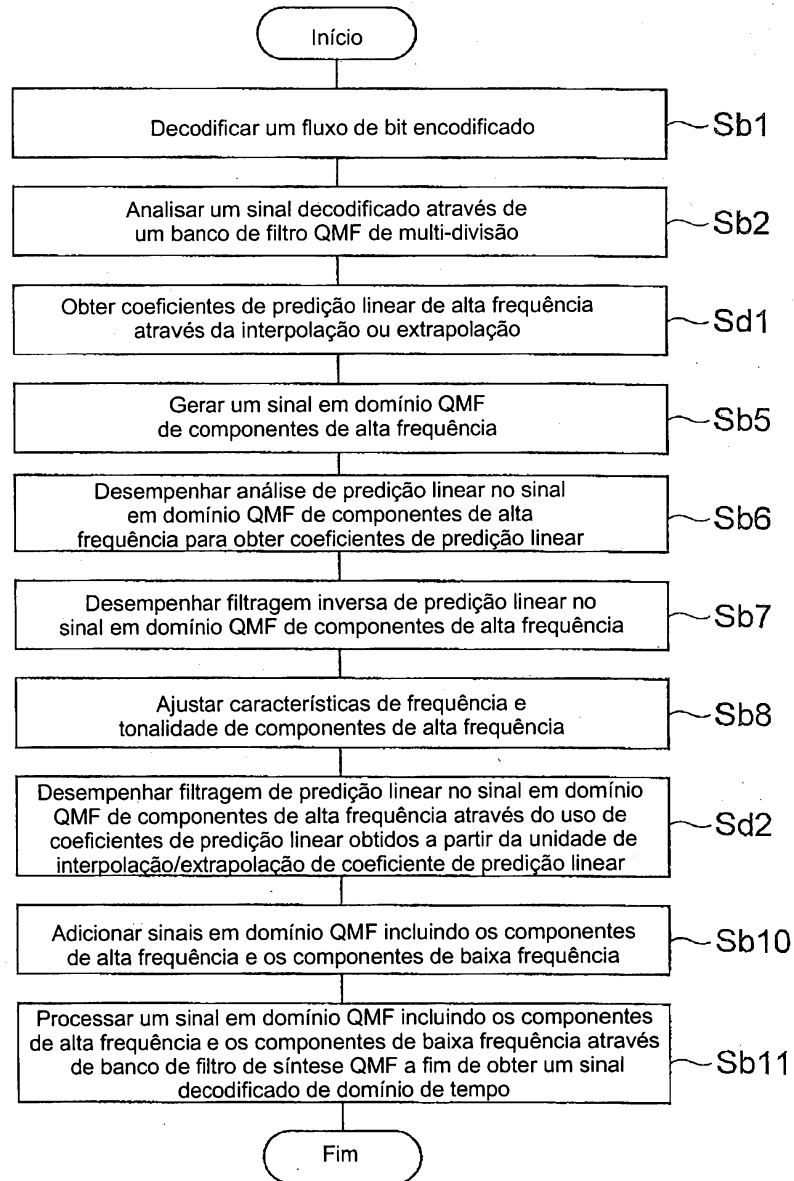 Início
Decodificar um fluxo de bit encodificado
Sb1
Analisar um sinal decodificado através de
um banco de filtro QMF de multi-divisão
Sb2
Obter coeficientes de predição linear de alta frequência
através da interpolação ou extrapolação
Sd1
Gerar um sinal em domínio QMF
de componentes de alta frequência
Sb5
Desempenhar análise de predição linear no sinal
em domínio QMF de componentes de alta
frequência para obter coeficientes de predição linear
Sb6
Desempenhar filtragem inversa de predição linear no
sinal em domínio QMF de componentes de alta frequência
Sb7
Ajustar características de frequência e
tonalidade de componentes de alta frequência
Sb8
Desempenhar filtragem de predição linear no sinal em domínio
QMF de componentes de alta frequência através do uso de
coeficientes de predição linear obtidos a partir da unidade de
interpolação/extrapolação de coeficiente de predição linear
Sd2
Adicionar sinais em domínio QMF incluindo os componentes
de alta frequência e os componentes de baixa frequência
Sb10
Processar um sinal em domínio QMF incluindo os componentes
de alta frequência e os componentes de baixa frequência através
de banco de filtro de síntese QMF a fim de obter um sinal
decodificado de domínio de tempo
Sb11
Fim